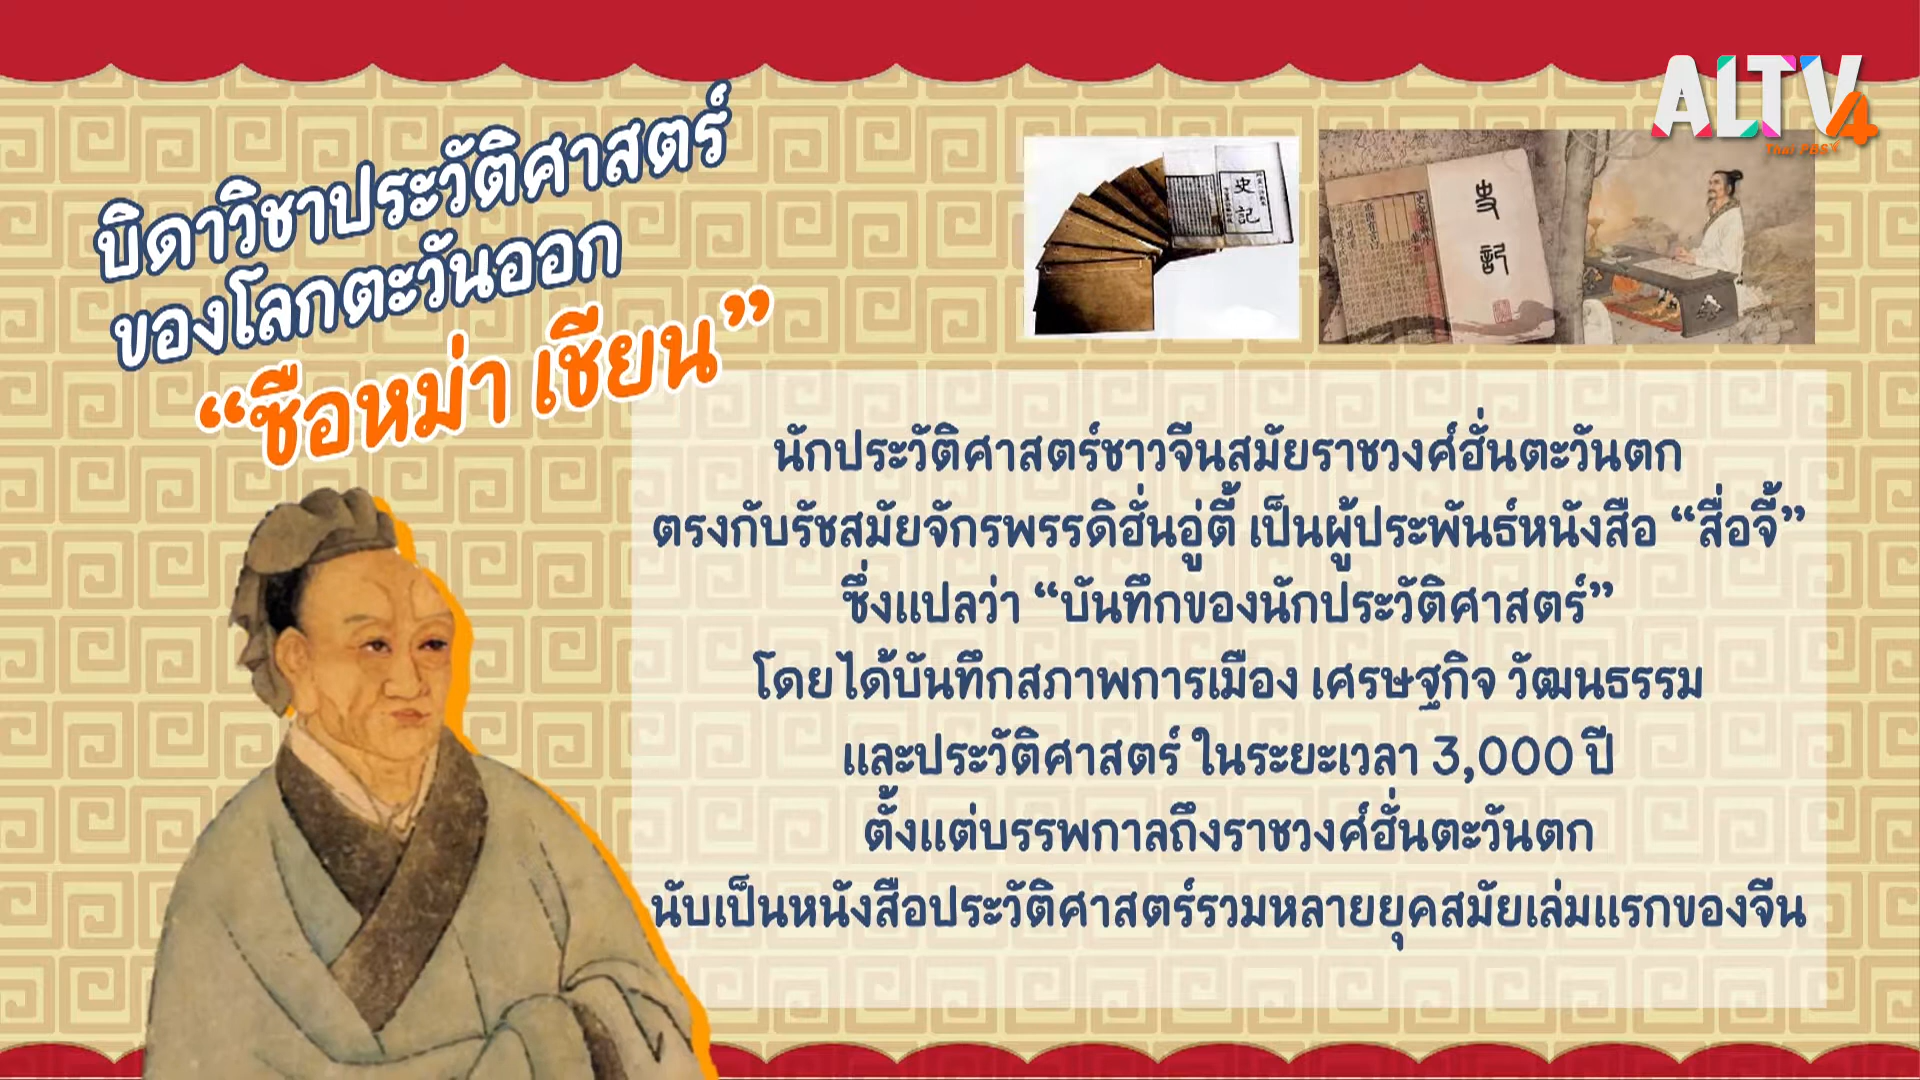 บิดาวิชาประวัติศาสตร์
ของโลกตะวันออก
“ซือหม่า เชียน”
ALTV4
Thai PBS
史記
史記
นักประวัติศาสตร์ชาวจีนสมัยราชวงศ์ฮั่นตะวันตก
ตรงกับรัชสมัยจักรพรรดิฮั่นอู่ตี้ เป็นผู้ประพันธ์หนังสือ “สื่อจี้”
ซึ่งแปลว่า “บันทึกของนักประวัติศาสตร์”
โดยได้บันทึกสภาพการเมือง เศรษฐกิจ วัฒนธรรม
และประวัติศาสตร์ ในระยะเวลา 3,000 ปี
ตั้งแต่บรรพกาลถึงราชวงศ์ฮั่นตะวันตก
นับเป็นหนังสือประวัติศาสตร์รวมหลายยุคสมัยเล่มแรกของจีน